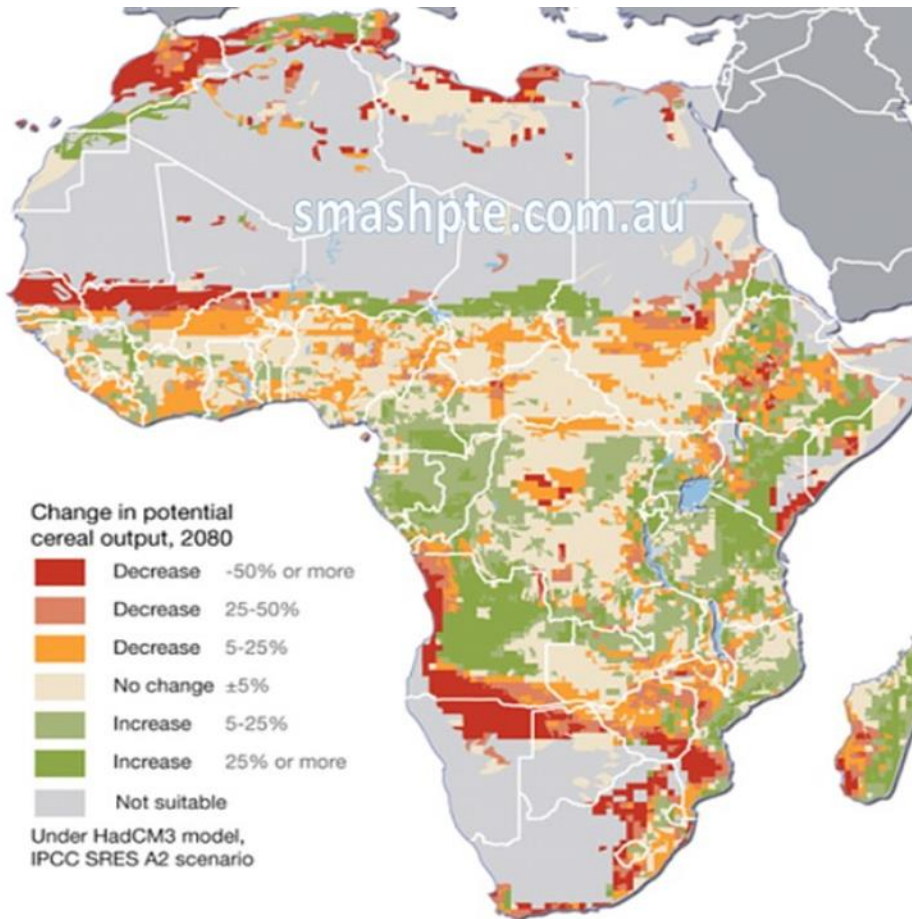 smashpte.com.au
Change in potential
cereal output, 2080
Decrease -50% or more
Decrease 25-50%
Decrease 5-25%
No change ±5%
Increase 5-25%
Increase 25% or more
Not suitable
Under HadCM3 model,
IPCC SRES A2 scenario